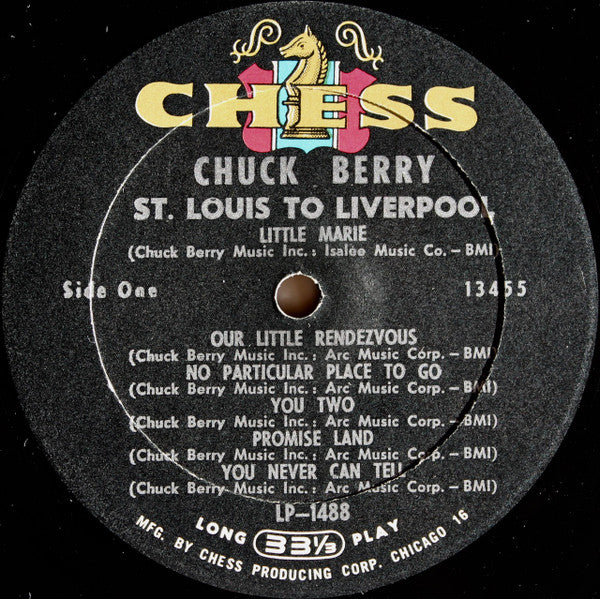 CHESS
CHUCK BERRY
ST. LOUIS TO LIVERPOOL
LITTLE MARIE
(Chuck Berry Music Inc. : Isalee Music Co. – BMI)
Side One 13455
OUR LITTLE RENDEZVOUS
(Chuck Berry Music Inc. : Arc Music Corp. – BMI)
NO PARTICULAR PLACE TO GO
(Chuck Berry Music Inc. : Arc Music Corp. – BMI)
YOU TWO
(Chuck Berry Music Inc. : Arc Music Corp. – BMI)
PROMISE LAND
(Chuck Berry Music Inc. : Arc Music Corp. – BMI)
YOU NEVER CAN TELL
(Chuck Berry Music Inc. : Arc Music Corp. – BMI)
LP–1488
LONG 33⅓ PLAY
MFG. BY CHESS PRODUCING CORP. CHICAGO 16